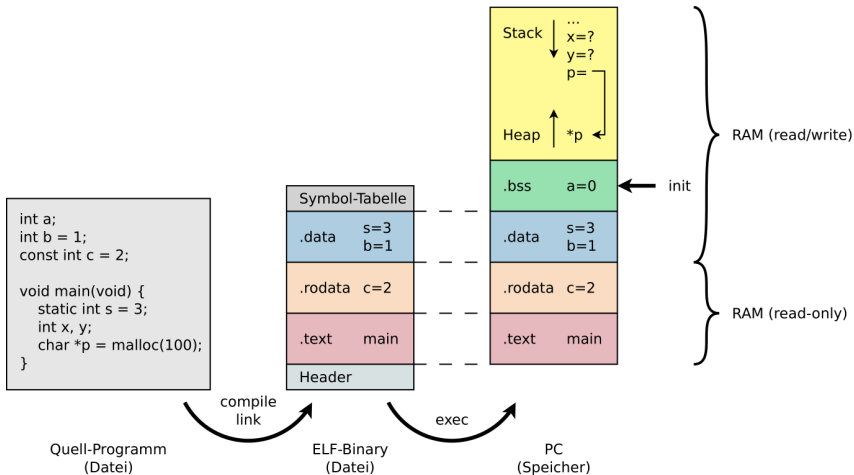 int a;
int b = 1;
const int c = 2;
void main(void) {
static int s = 3;
int x, y;
char *p = malloc(100);
}
Quell-Programm
(Datei)
compile
link
Symbol-Tabelle
.data s=3
b=1
.rodata c=2
.text main
Header
ELF-Binary
(Datei)
exec
Stack
...
x=?
y=?
p=
Heap *p
.bss a=0
.data s=3
b=1
.rodata c=2
.text main
PC
(Speicher)
RAM (read/write)
init
RAM (read-only)